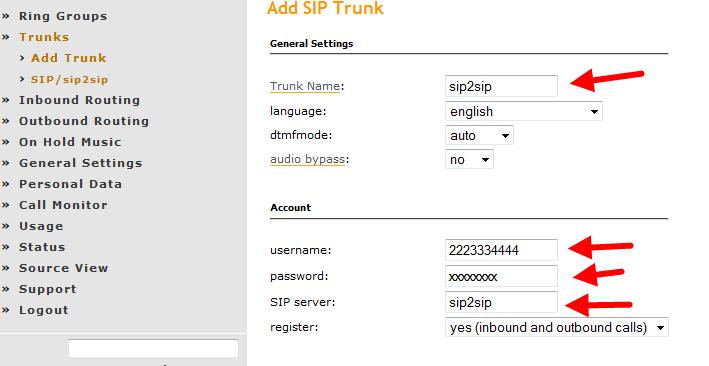 » Ring Groups
» Trunks
› Add Trunk
› SIP/sip2sip
» Inbound Routing
» Outbound Routing
» On Hold Music
» General Settings
» Personal Data
» Call Monitor
» Usage
» Status
» Source View
» Support
» Logout
Add SIP Trunk
General Settings
Trunk Name: sip2sip
language: english
dtmfmode: auto
audio bypass: no
Account
username: 2223334444
password: xxxxxxxx
SIP server: sip2sip
register: yes (inbound and outbound calls)